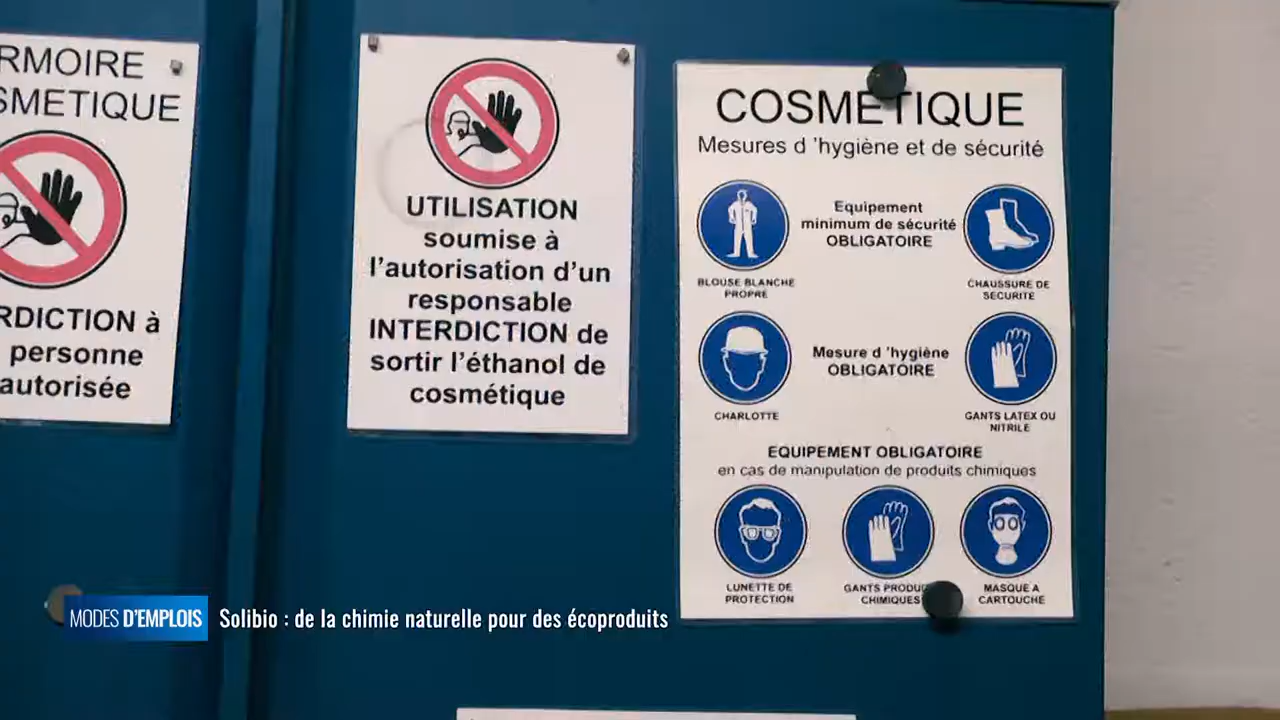 RMOIRE
SMETIQUE
RDICTION à
personne
autorisée
UTILISATION
soumise à
l'autorisation d'un
responsable
INTERDICTION de
sortir l'éthanol de
cosmétique
COSMETIQUE
Mesures d 'hygiène et de sécurité
Equipement
minimum de sécurité
OBLIGATOIRE
BLOUSE BLANCHE
PROPRE
CHAUSSURE DE
SECURITE
Mesure d 'hygiène
OBLIGATOIRE
CHARLOTTE
GANTS LATEX OU
NITRILE
EQUIPEMENT OBLIGATOIRE
en cas de manipulation de produits chimiques
LUNETTE DE
PROTECTION
GANTS PRODU
CHIMIQUES
MASQUE A
CARTOUCHE
MODES D'EMPLOIS Solibio : de la chimie naturelle pour des écoproduits